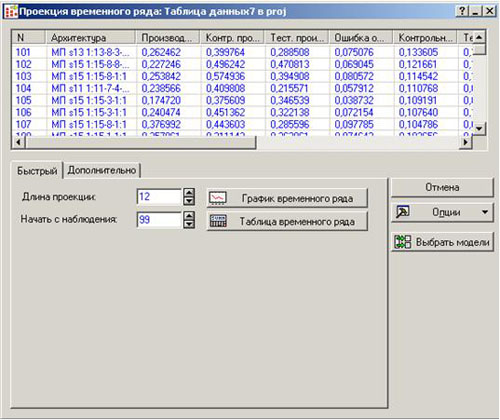 Проекция временного ряда: Таблица данных7 в proj
N Архитектура Производ... Контр. про... Тест. прои... Ошибка о... Контрольн... Те
101 МП s13 1:13-8-3-... 0,262462 0,399764 0,288508 0,075076 0,133605
102 МП s15 1:15-8-8-... 0,227246 0,496242 0,470813 0,069045 0,121661
103 МП s15 1:15-8-1:1 0,253842 0,574936 0,394908 0,080572 0,114542
104 МП s11 1:11-7-4-... 0,238566 0,409808 0,215571 0,057912 0,110768
105 МП s15 1:15-3-1:1 0,174720 0,375609 0,346539 0,038732 0,109191
106 МП s15 1:15-3-1:1 0,240474 0,451362 0,322138 0,072154 0,107640
107 МП s15 1:15-8-1:1 0,376992 0,443603 0,285596 0,097785 0,104786
Быстрый Дополнительно
Длина проекции: 12 График временного ряда
Начать с наблюдения: 99 Таблица временного ряда
Отмена
Опции
Выбрать модели